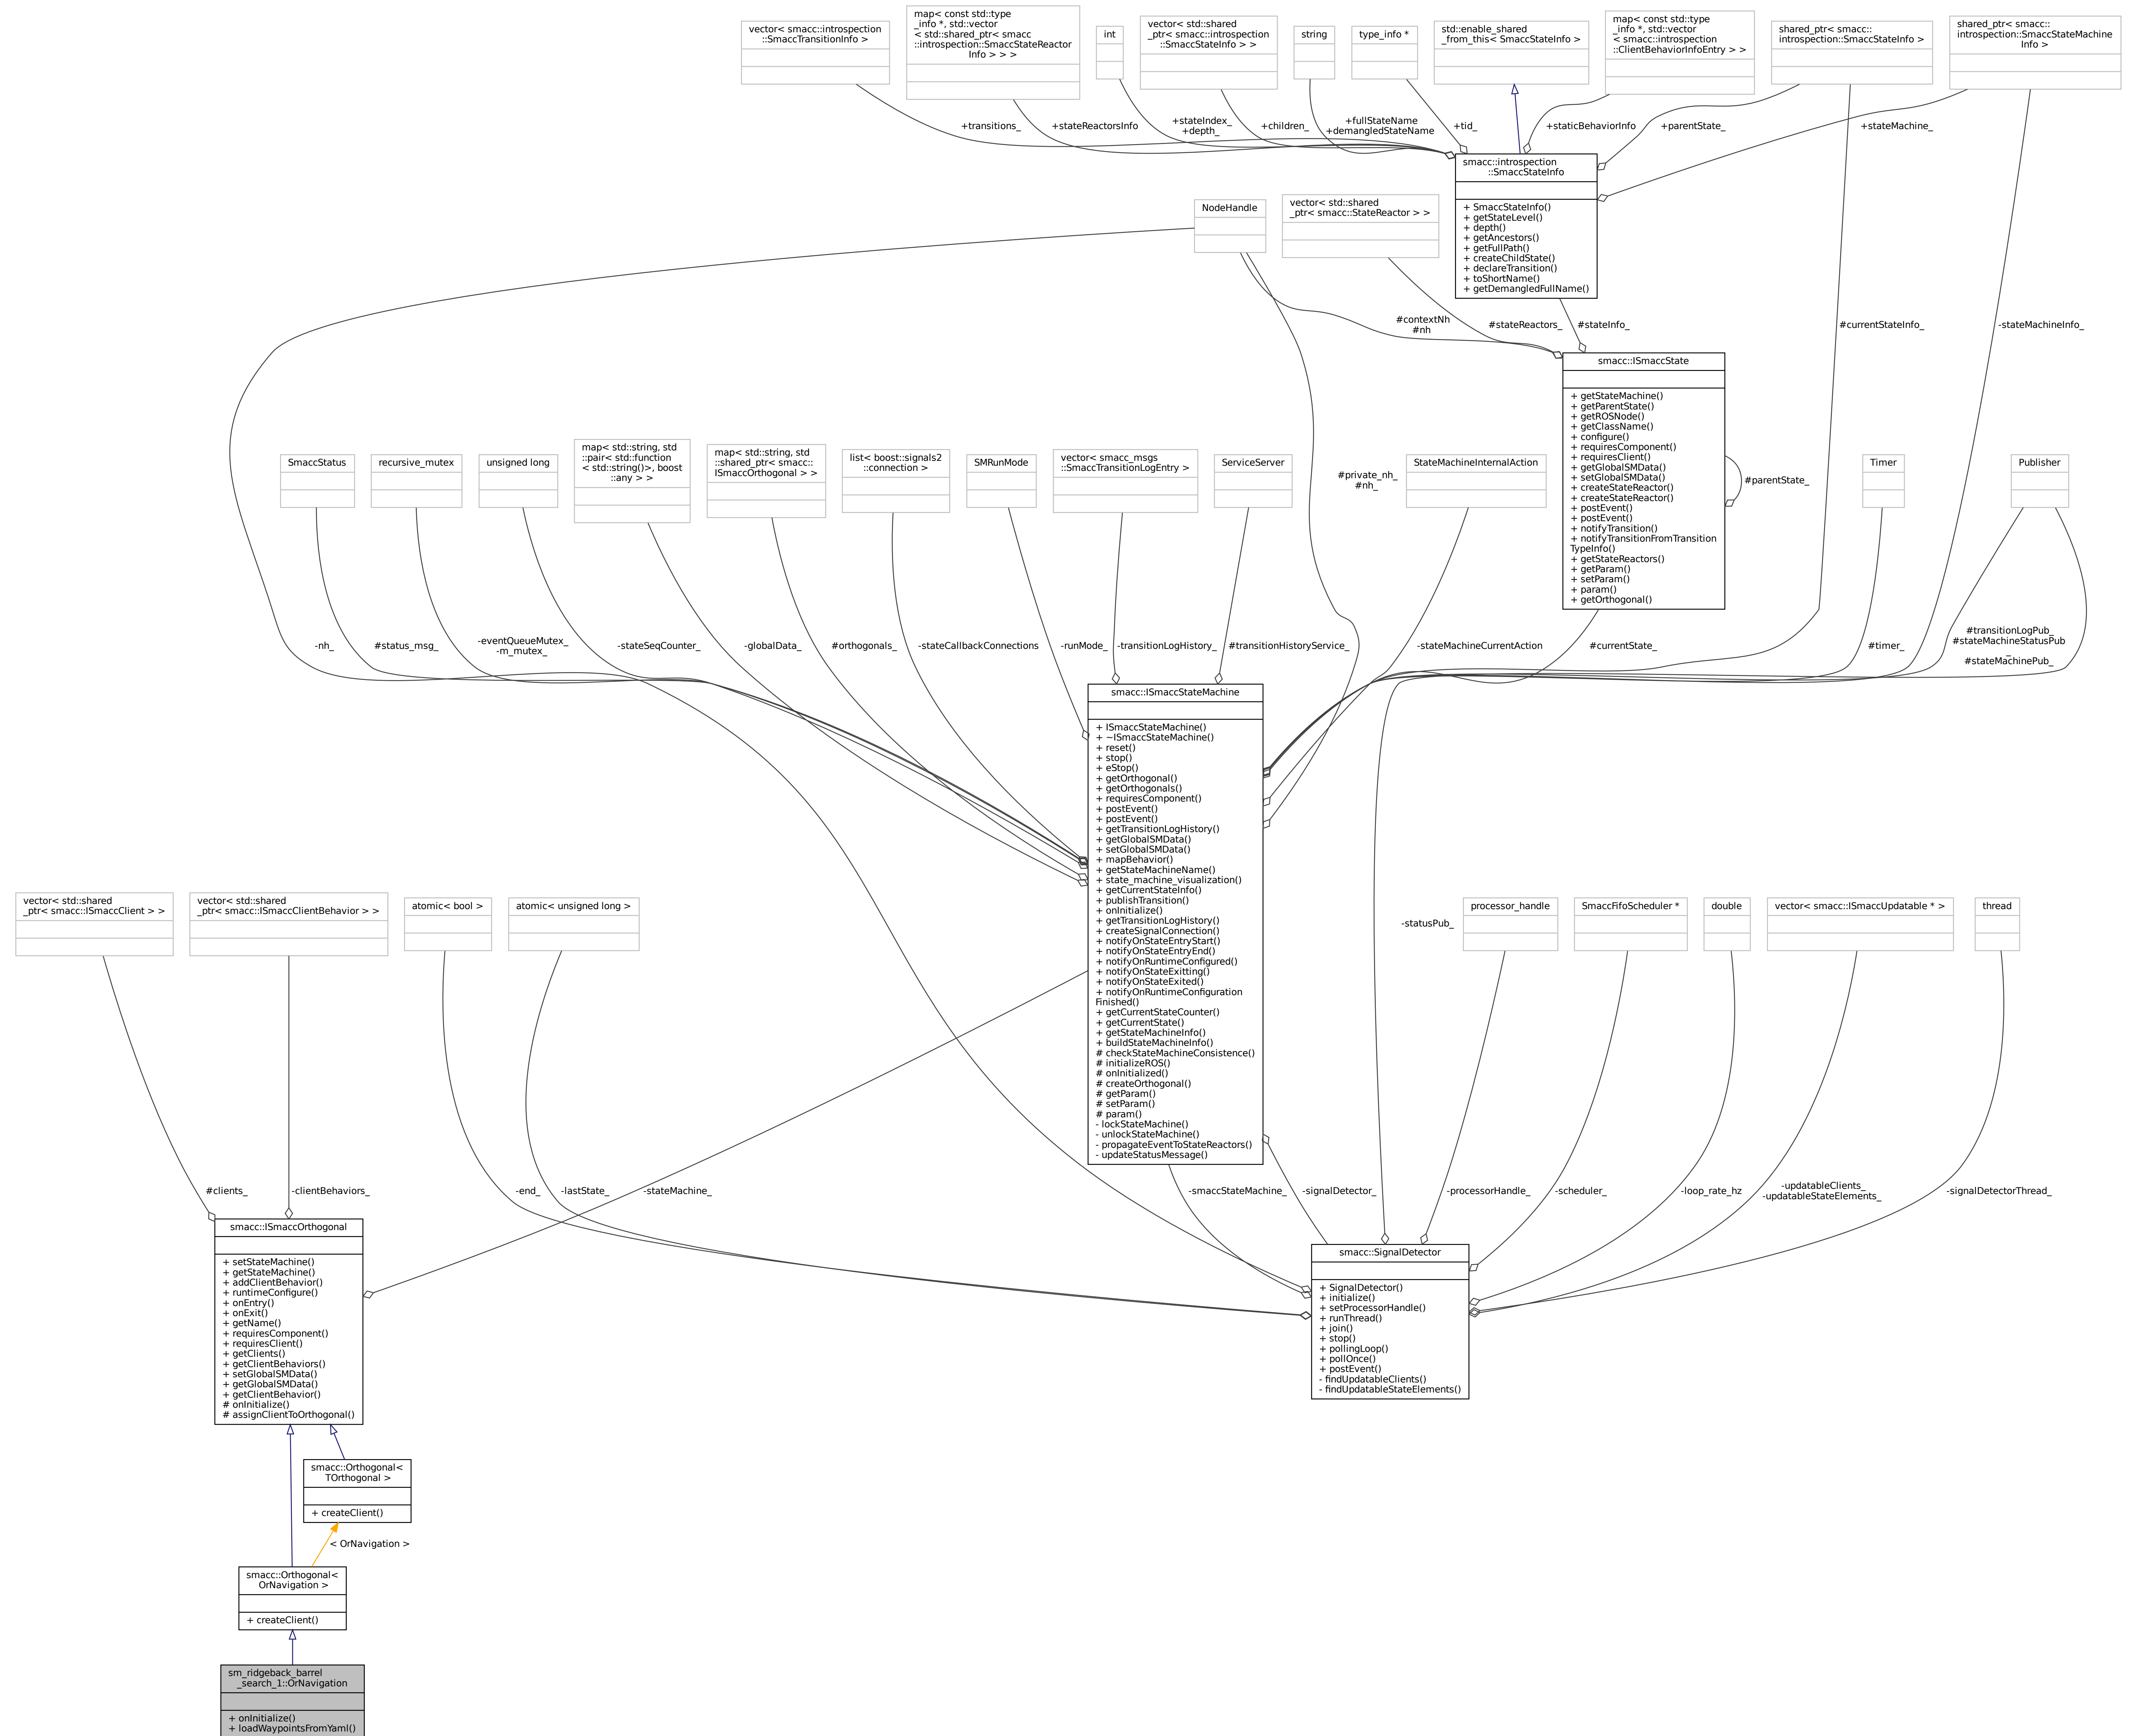 vector< smacc::introspection
::SmaccTransitionInfo >
map< const std::type
_info *, std::vector
< std::shared_ptr< smacc
::introspection::SmaccStateReactor
Info > > >
int
vector< std::shared
_ptr< smacc::introspection
::SmaccStateInfo > >
string
type_info *
std::enable_shared
_from_this< SmaccStateInfo >
map< const std::type
_info *, std::vector
< smacc::introspection
::ClientBehaviorInfoEntry > >
shared_ptr< smacc::
introspection::SmaccStateInfo >
shared_ptr< smacc::
introspection::SmaccStateMachine
Info >
+transitions_
+stateReactorsInfo
+stateIndex_
+depth_
+children_
+fullStateName
+demangledStateName
+tid_
+staticBehaviorInfo
+parentState_
+stateMachine_
smacc::introspection
::SmaccStateInfo
+ SmaccStateInfo()
+ getStateLevel()
+ depth()
+ getAncestors()
+ getFullPath()
+ createChildState()
+ declareTransition()
+ toShortName()
+ getDemangledFullName()
NodeHandle
vector< std::shared
_ptr< smacc::StateReactor > >
#contextNh
#nh
#stateReactors_
#stateInfo_
#currentStateInfo_
-stateMachineInfo_
smacc::ISmaccState
+ getStateMachine()
+ getParentState()
+ getROSNode()
+ getClassName()
+ configure()
+ requiresComponent()
+ requiresClient()
+ getGlobalSMData()
+ setGlobalSMData()
+ createStateReactor()
+ createStateReactor()
+ postEvent()
+ postEvent()
+ notifyTransition()
+ notifyTransitionFromTransition
TypeInfo()
+ getStateReactors()
+ getParam()
+ setParam()
+ param()
+ getOrthogonal()
#parentState_
SmaccStatus
recursive_mutex
unsigned long
map< std::string, std
::pair< std::function
< std::string()>, boost
::any > >
map< std::string, std
::shared_ptr< smacc::
ISmaccOrthogonal > >
list< boost::signals2
::connection >
SMRunMode
vector< smacc_msgs
::SmaccTransitionLogEntry >
ServiceServer
#private_nh_
#nh_
StateMachineInternalAction
Timer
Publisher
-nh_
#status_msg_
-eventQueueMutex_
-m_mutex_
-stateSeqCounter_
-globalData_
#orthogonals_
-stateCallbackConnections
-runMode_
-transitionLogHistory_
#transitionHistoryService_
-stateMachineCurrentAction
#currentState_
#timer_
#transitionLogPub_
#stateMachineStatusPub
_
#stateMachinePub_
smacc::ISmaccStateMachine
+ ISmaccStateMachine()
+ ~ISmaccStateMachine()
+ reset()
+ stop()
+ eStop()
+ getOrthogonal()
+ getOrthogonals()
+ requiresComponent()
+ postEvent()
+ postEvent()
+ getTransitionLogHistory()
+ getGlobalSMData()
+ setGlobalSMData()
+ mapBehavior()
+ getStateMachineName()
+ state_machine_visualization()
+ getCurrentStateInfo()
+ publishTransition()
+ onInitialize()
+ getTransitionLogHistory()
+ createSignalConnection()
+ notifyOnStateEntryStart()
+ notifyOnStateEntryEnd()
+ notifyOnRuntimeConfigured()
+ notifyOnStateExitting()
+ notifyOnStateExited()
+ notifyOnRuntimeConfiguration
Finished()
+ getCurrentStateCounter()
+ getCurrentState()
+ getStateMachineInfo()
+ buildStateMachineInfo()
# checkStateMachineConsistence()
# initializeROS()
# onInitialized()
# createOrthogonal()
# getParam()
# setParam()
# param()
- lockStateMachine()
- unlockStateMachine()
- propagateEventToStateReactors()
- updateStatusMessage()
vector< std::shared
_ptr< smacc::ISmaccClient > >
vector< std::shared
_ptr< smacc::ISmaccClientBehavior > >
atomic< bool >
atomic< unsigned long >
-statusPub_
processor_handle
SmaccFifoScheduler *
double
vector< smacc::ISmaccUpdatable * >
thread
#clients_
-clientBehaviors_
-end_
-lastState_
-stateMachine_
-smaccStateMachine_
-signalDetector_
-processorHandle_
-scheduler_
-loop_rate_hz
-updatableClients_
-updatableStateElements_
-signalDetectorThread_
smacc::ISmaccOrthogonal
+ setStateMachine()
+ getStateMachine()
+ addClientBehavior()
+ runtimeConfigure()
+ onEntry()
+ onExit()
+ getName()
+ requiresComponent()
+ requiresClient()
+ getClients()
+ getClientBehaviors()
+ setGlobalSMData()
+ getGlobalSMData()
+ getClientBehavior()
# onInitialize()
# assignClientToOrthogonal()
smacc::SignalDetector
+ SignalDetector()
+ initialize()
+ setProcessorHandle()
+ runThread()
+ join()
+ stop()
+ pollingLoop()
+ pollOnce()
+ postEvent()
- findUpdatableClients()
- findUpdatableStateElements()
smacc::Orthogonal<
TOrthogonal >
+ createClient()
< OrNavigation >
smacc::Orthogonal<
OrNavigation >
+ createClient()
sm_ridgeback_barrel
_search_1::OrNavigation
+ onInitialize()
+ loadWaypointsFromYaml()